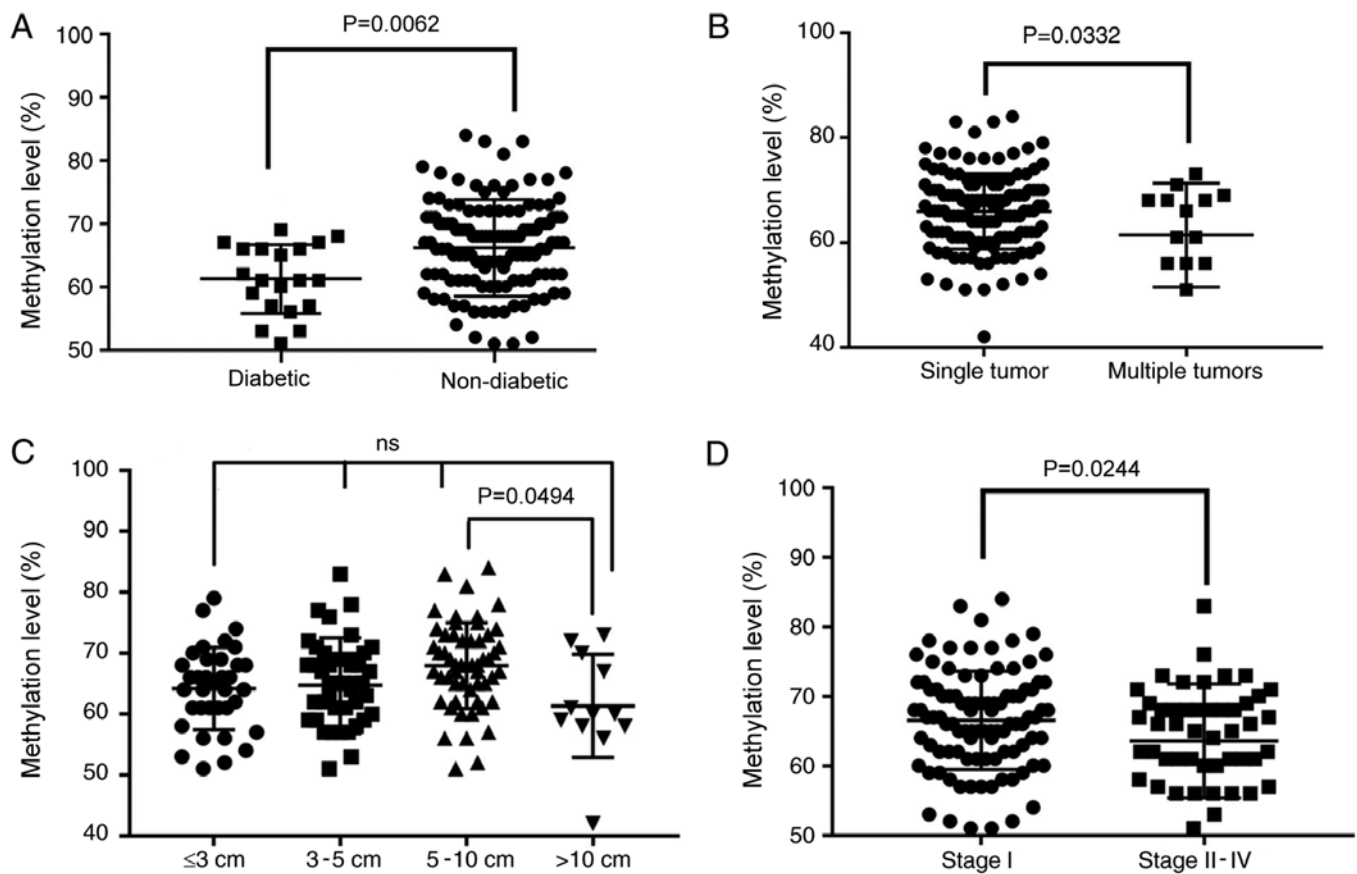 A
P=0.0062
Methylation level (%)
100
90
80
70
60
50
Diabetic
Non-diabetic
B
P=0.0332
Methylation level (%)
100
80
60
40
Single tumor
Multiple tumors
C
ns
P=0.0494
Methylation level (%)
100
90
80
70
60
50
40
≤3 cm
3-5 cm
5-10 cm
>10 cm
D
P=0.0244
Methylation level (%)
100
90
80
70
60
50
Stage I
Stage II-IV